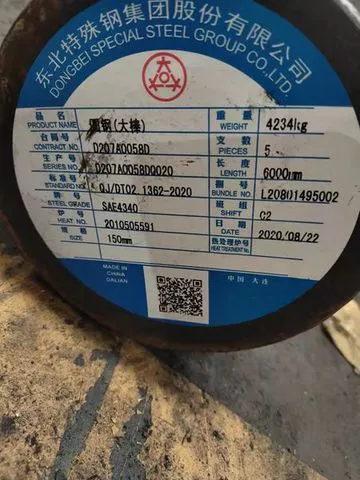 东北特殊钢集团股份有限公司
DONGBEI SPECIAL STEEL GROUP CO.,LTD.
品名 PRODUCT NAME 圆钢(大棒) 重量 WEIGHT 4234kg
合同号 CONTRACT NO. D207A0058D 支数 PIECES 5
生产号 SERIES NO. D207A0058D0020 长度 LENGTH 6000mm
标准号 STANDARD NO. QJ/DT02.1362-2020 捆号 BUNDLE NO. L20801495002
牌号 STEEL GRADE SAE4340 班组 SHIFT C2
炉号 HEAT NO. 2010505591 日期 DATE 2020/08/22
规格 SIZE 150mm 热处理炉号 HEAT TREATMENT No.
MADE IN CHINA DALIAN
中国 大连